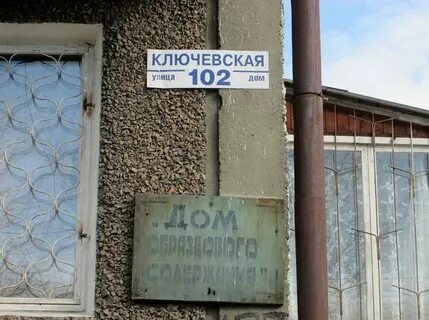 КЛЮЧЕВСКАЯ
улица 102 дом
"ДОМ
ОБРАЗЦОВОГО
СОДЕРЖАНИЯ"